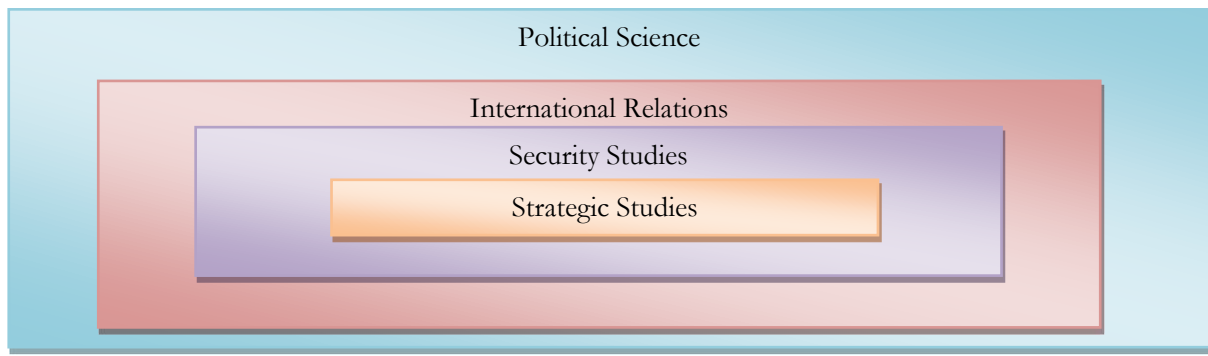 Political Science
International Relations
Security Studies
Strategic Studies